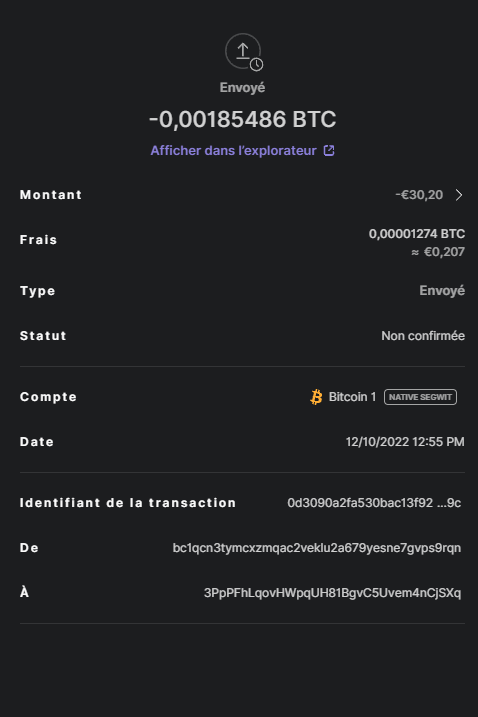 Envoyé
-0,00185486 BTC
Afficher dans l'explorateur
Montant -€30,20
Frais 0,00001274 BTC
≈ €0,207
Type Envoyé
Statut Non confirmée
Compte Bitcoin 1 NATIVE SEGWIT
Date 12/10/2022 12:55 PM
Identifiant de la transaction 0d3090a2fa530bac13f92 ...9c
De bc1qcn3tymcxzmqac2veklu2a679yesne7gvps9rqn
À 3PpPFhLqovHWpqUH81BgvC5Uvem4nCjSXq